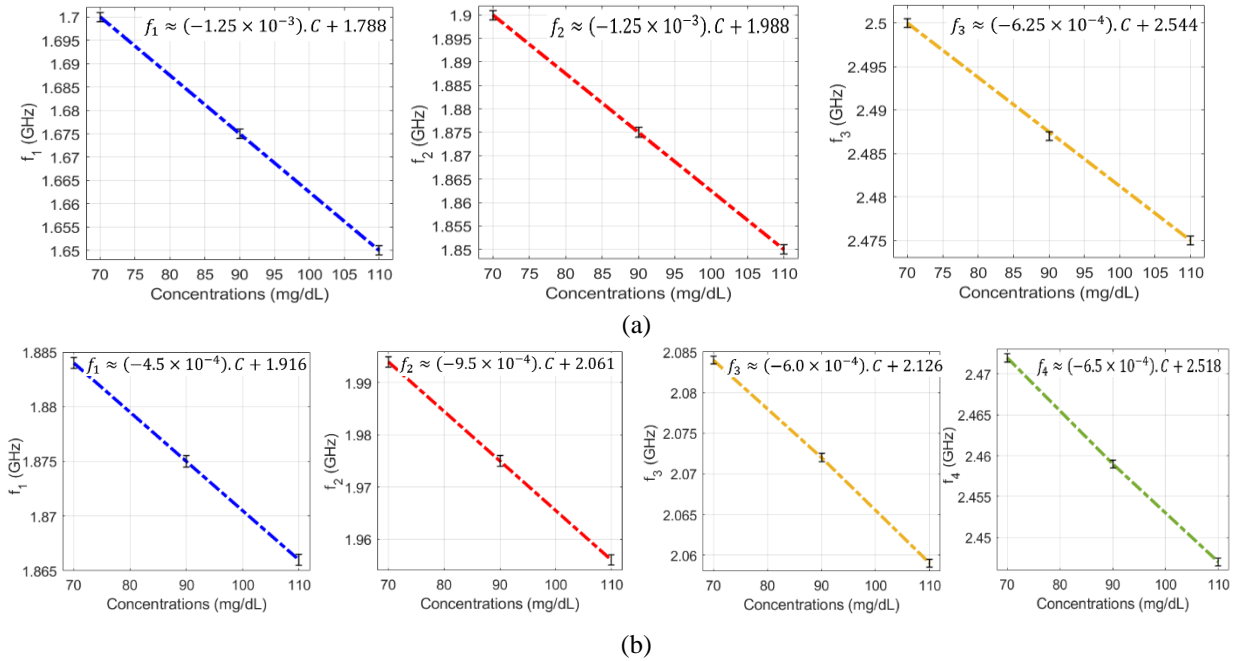 f₁ ≈ (−1.25 × 10⁻³). C + 1.788
1.7
1.695
1.69
1.685
1.68
1.675
1.67
1.665
1.66
1.655
1.65
f₁ (GHz)
70 75 80 85 90 95 100 105 110
Concentrations (mg/dL)
f₂ ≈ (−1.25 × 10⁻³). C + 1.988
1.9
1.895
1.89
1.885
1.88
1.875
1.87
1.865
1.86
1.855
1.85
f₂ (GHz)
70 75 80 85 90 95 100 105 110
Concentrations (mg/dL)
f₃ ≈ (−6.25 × 10⁻⁴). C + 2.544
2.5
2.495
2.49
2.485
2.48
2.475
f₃ (GHz)
70 75 80 85 90 95 100 105 110
Concentrations (mg/dL)
(a)
f₁ ≈ (−4.5 × 10⁻⁴). C + 1.916
1.885
1.88
1.875
1.87
1.865
f₁ (GHz)
70 80 90 100 110
Concentrations (mg/dL)
f₂ ≈ (−9.5 × 10⁻⁴). C + 2.061
1.99
1.98
1.97
1.96
f₂ (GHz)
70 80 90 100 110
Concentrations (mg/dL)
f₃ ≈ (−6.0 × 10⁻⁴). C + 2.126
2.085
2.08
2.075
2.07
2.065
2.06
f₃ (GHz)
70 80 90 100 110
Concentrations (mg/dL)
f₄ ≈ (−6.5 × 10⁻⁴). C + 2.518
2.47
2.465
2.46
2.455
2.45
f₄ (GHz)
70 80 90 100 110
Concentrations (mg/dL)
(b)